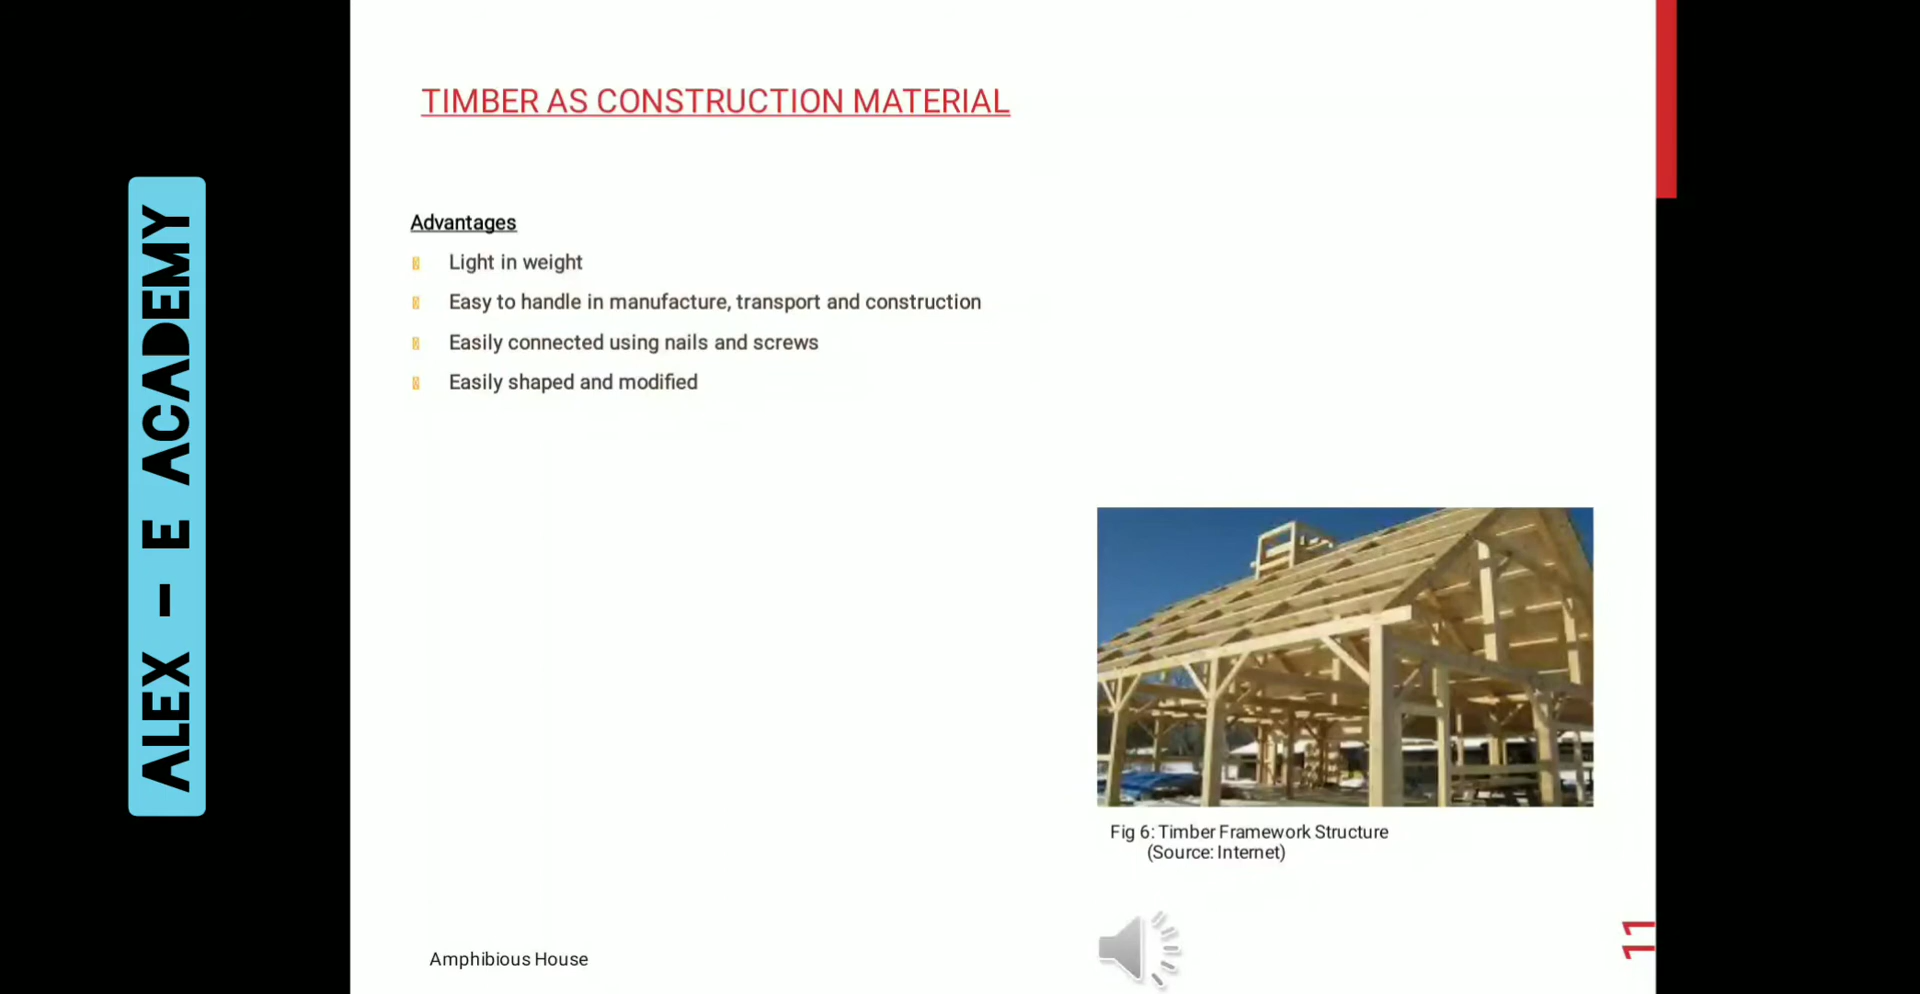 TIMBER AS CONSTRUCTION MATERIAL
Advantages
Light in weight
Easy to handle in manufacture, transport and construction
Easily connected using nails and screws
Easily shaped and modified
Fig 6: Timber Framework Structure
(Source: Internet)
Amphibious House
11
ALEX - E ACADEMY